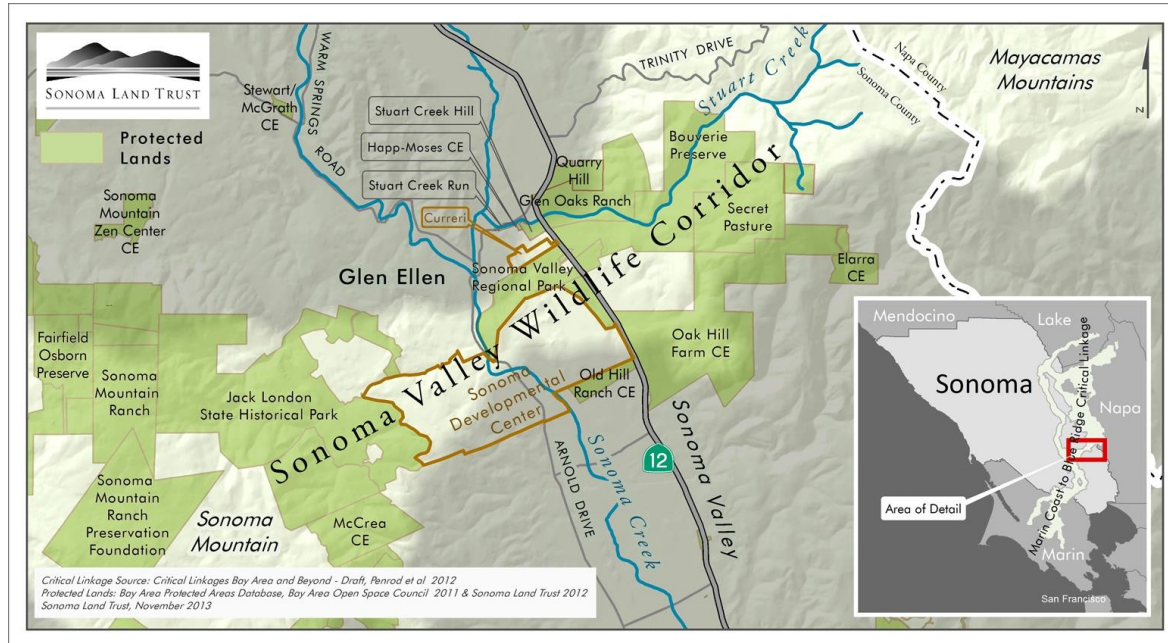 SONOMA LAND TRUST
Protected
Lands
Stewart/
McGrath
CE
WARM SPRINGS ROAD
TRINITY DRIVE
Stuart Creek
Napa County
Sonoma County
Mayacamas
Mountains
N
Stuart Creek Hill
Happ-Moses CE
Stuart Creek Run
Curreri
Quarry
Hill
Glen Oaks Ranch
Bouverie
Preserve
Secret
Pasture
Elarra
CE
Sonoma
Mountain
Zen Center
CE
Glen Ellen
Sonoma Valley
Regional Park
Sonoma Valley Wildlife Corridor
Oak Hill
Farm CE
Old Hill
Ranch CE
Sonoma
Developmental
Center
Fairfield
Osborn
Preserve
Sonoma
Mountain
Ranch
Jack London
State Historical Park
Sonoma
Mountain
Ranch
Preservation
Foundation
Sonoma
Mountain
McCrea
CE
ARNOLD DRIVE
Sonoma Creek
12
Sonoma Valley
Mendocino
Lake
Sonoma
Napa
Marin Coast to Blue Ridge Critical Linkage
Area of Detail
Marin
San Francisco
Critical Linkage Source: Critical Linkages Bay Area and Beyond - Draft, Penrod et al 2012
Protected Lands: Bay Area Protected Areas Database, Bay Area Open Space Council 2011 & Sonoma Land Trust 2012
Sonoma Land Trust, November 2013